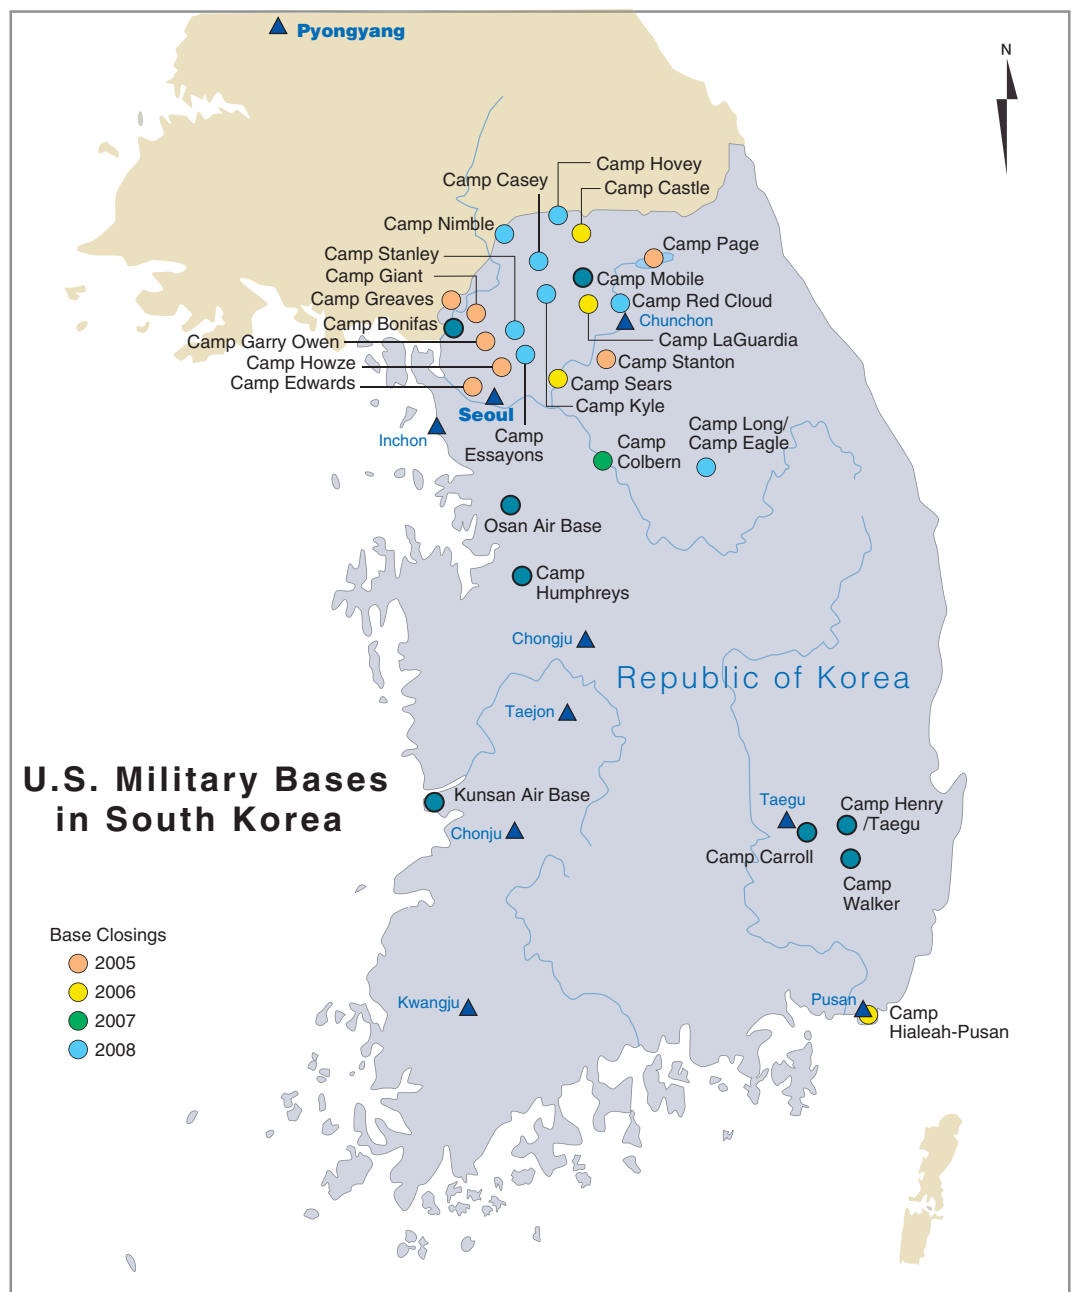 Pyongyang
N
Camp Hovey
Camp Casey
Camp Castle
Camp Nimble
Camp Page
Camp Stanley
Camp Giant
Camp Mobile
Camp Greaves
Camp Red Cloud
Camp Bonifas
Chunchon
Camp Garry Owen
Camp LaGuardia
Camp Howze
Camp Stanton
Camp Edwards
Camp Sears
Camp Kyle
Seoul
Inchon
Camp
Essayons
Camp
Colbern
Camp Long/
Camp Eagle
Osan Air Base
Camp
Humphreys
Chongju
Republic of Korea
Taejon
U.S. Military Bases
in South Korea
Kunsan Air Base
Chonju
Taegu
Camp Henry
/Taegu
Camp Carroll
Camp
Walker
Base Closings
2005
2006
2007
2008
Kwangju
Pusan
Camp
Hialeah-Pusan